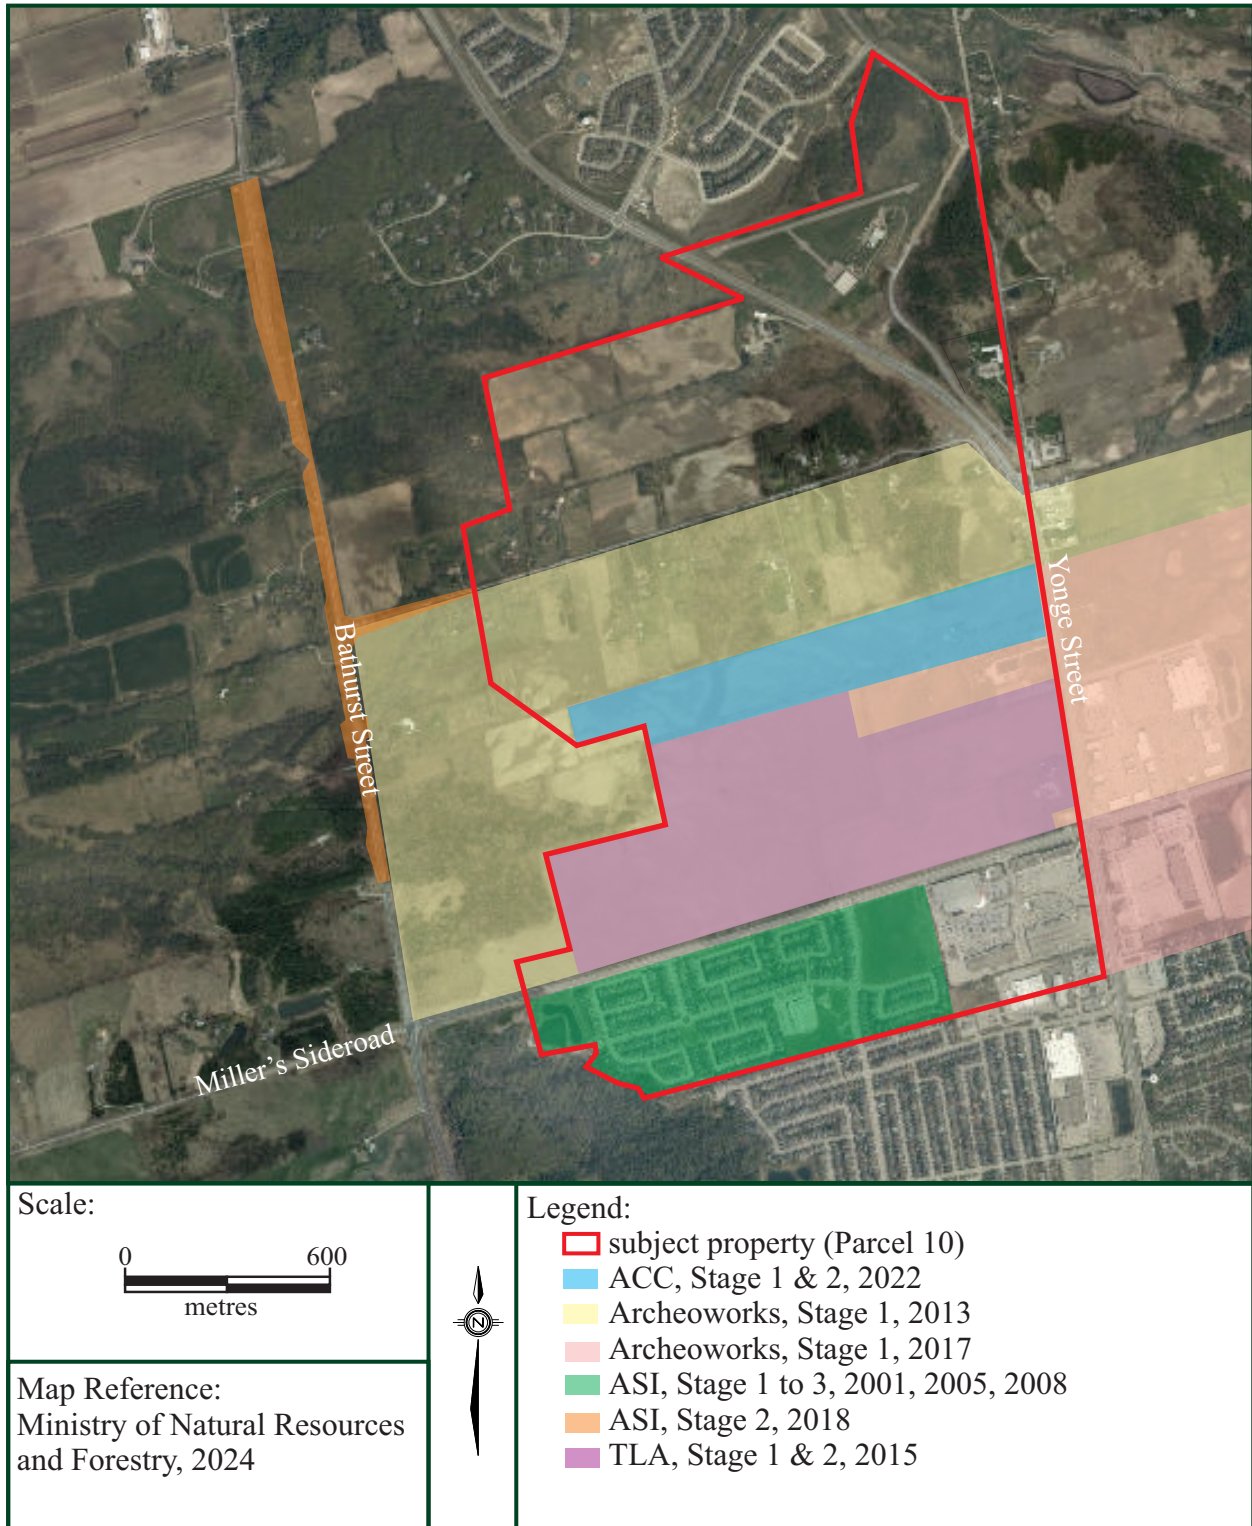 Yonge Street
Bathurst Street
Miller's Sideroad
Scale:
0 600
metres
Map Reference:
Ministry of Natural Resources
and Forestry, 2024
N
Legend:
subject property (Parcel 10)
ACC, Stage 1 & 2, 2022
Archeoworks, Stage 1, 2013
Archeoworks, Stage 1, 2017
ASI, Stage 1 to 3, 2001, 2005, 2008
ASI, Stage 2, 2018
TLA, Stage 1 & 2, 2015